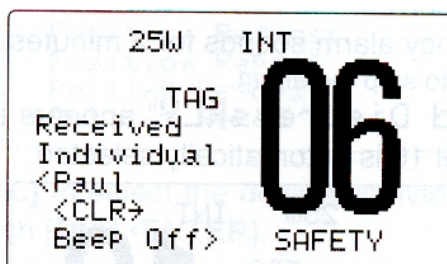 25W INT
TAG
06
Received
Individual
<Paul
<CLR→
Beep Off>
SAFETY